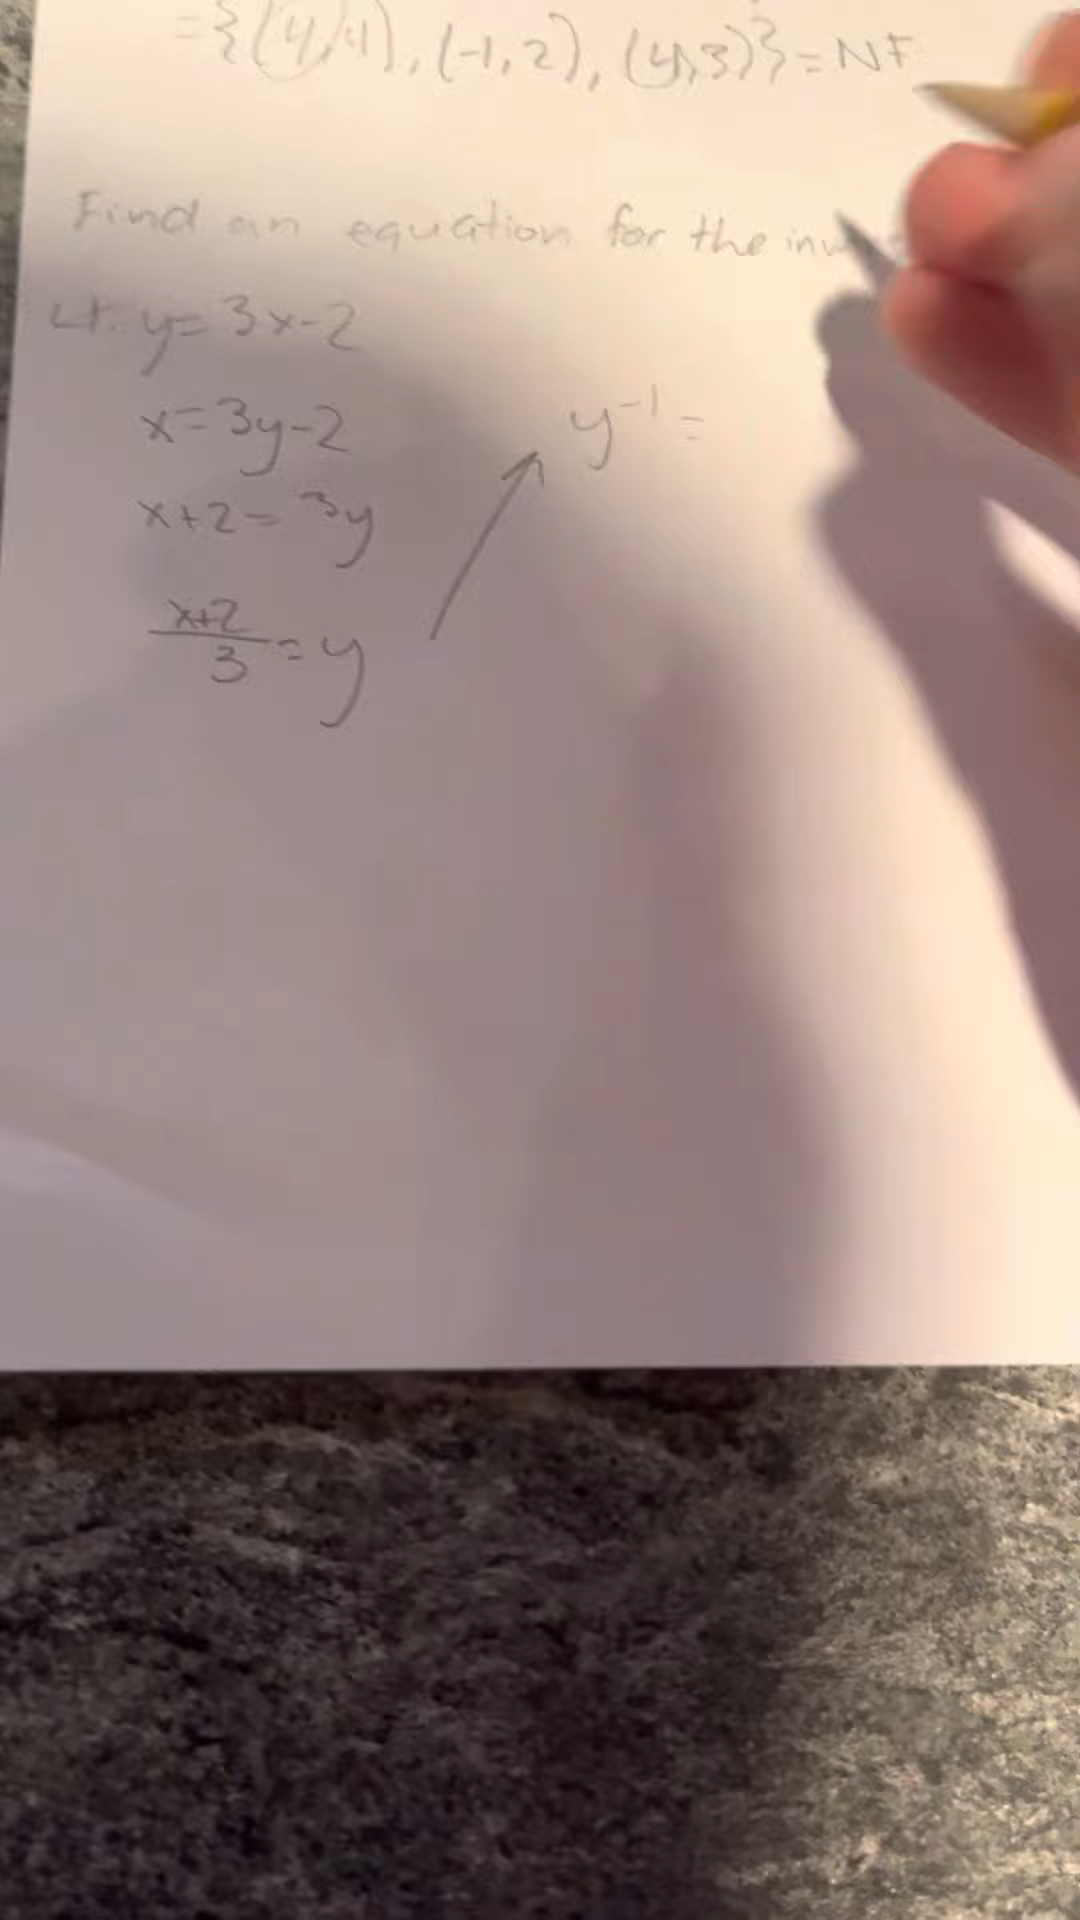 ={(4,1), (-1,2), (4,3)}=NF
Find an equation for the
4. y=3x-2
x=3y-2
y⁻¹=
x+2=3y
x+2/3=y